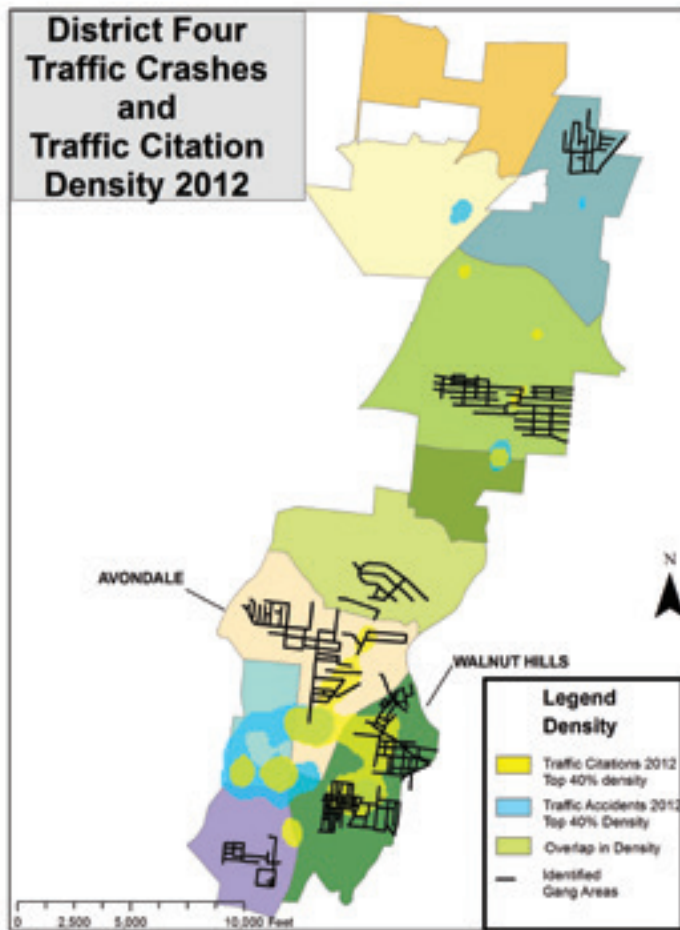 District Four
Traffic Crashes
and
Traffic Citation
Density 2012
AVONDALE
N
WALNUT HILLS
Legend
Density
Traffic Citations 2012
Top 40% density
Traffic Accidents 2012
Top 40% Density
Overlap in Density
Identified
Gang Areas
0 2,500 5,000 10,000 Feet